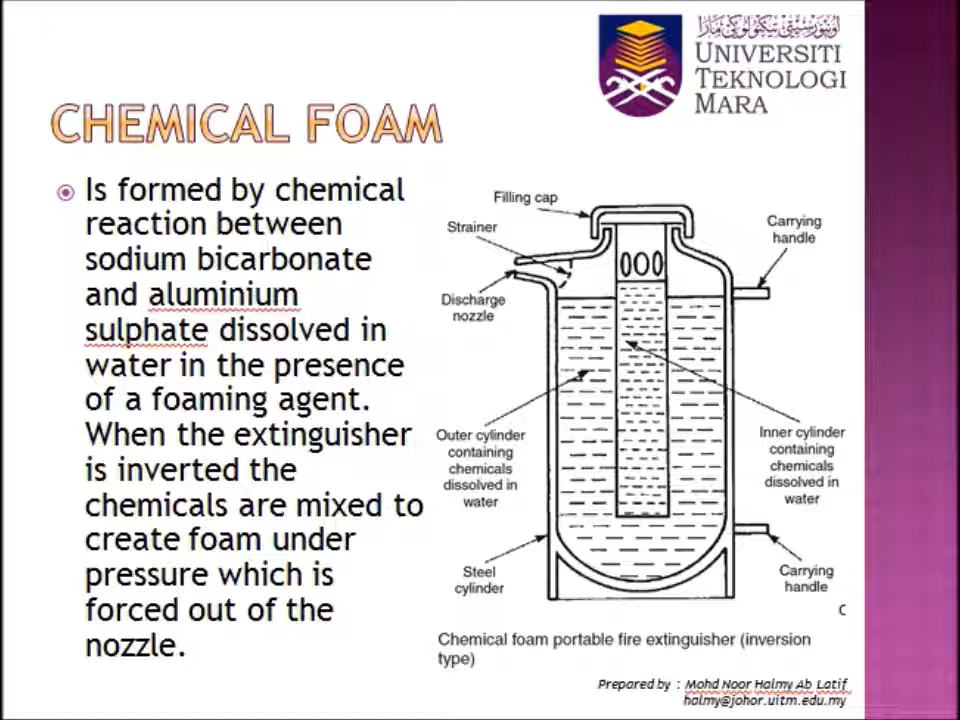 اونيۏرسيتي تيكنولوڬي مارا
UNIVERSITI
TEKNOLOGI
MARA
CHEMICAL FOAM
Is formed by chemical
reaction between
sodium bicarbonate
and aluminium
sulphate dissolved in
water in the presence
of a foaming agent.
When the extinguisher
is inverted the
chemicals are mixed to
create foam under
pressure which is
forced out of the
nozzle.
Filling cap
Strainer
Carrying
handle
Discharge
nozzle
Outer cylinder
containing
chemicals
dissolved in
water
Inner cylinder
containing
chemicals
dissolved in
water
Steel
cylinder
Carrying
handle
C
Chemical foam portable fire extinguisher (inversion
type)
Prepared by : Mohd Noor Halmy Ab Latif
halmy@johor.uitm.edu.my